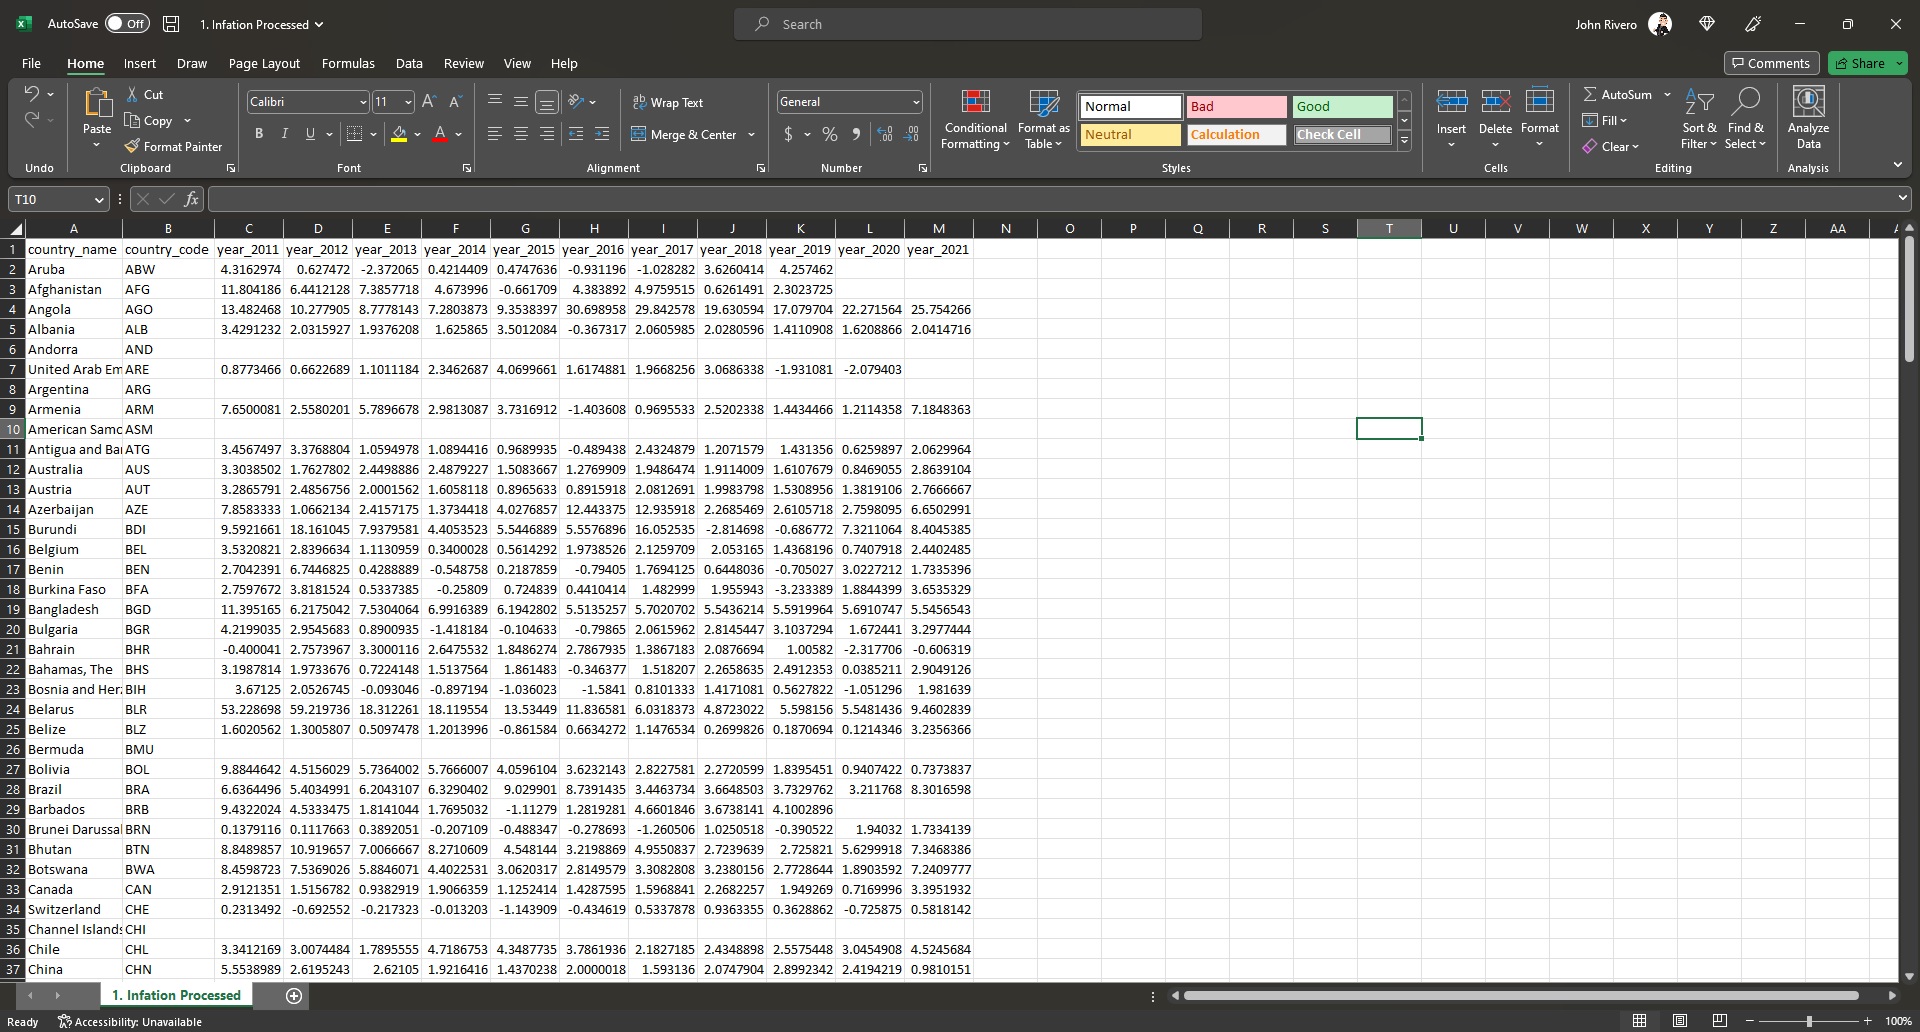 AutoSave Off 1. Infation Processed Search John Rivero
File Home Insert Draw Page Layout Formulas Data Review View Help Comments Share
Paste Cut Copy Format Painter
Calibri 11
B I U A
Wrap Text
Merge & Center
General
$ %
Conditional Formatting
Format as Table
Normal Bad Good
Neutral Calculation Check Cell
Insert Delete Format
AutoSum
Fill
Clear
Sort & Filter
Find & Select
Analyze Data
Undo Clipboard Font Alignment Number Styles Cells Editing Analysis
T10 fx
A B C D E F G H I J K L M N O P Q R S T U V W X Y Z AA
1 country_name country_code year_2011 year_2012 year_2013 year_2014 year_2015 year_2016 year_2017 year_2018 year_2019 year_2020 year_2021
2 Aruba ABW 4.3162974 0.627472 -2.372065 0.4214409 0.4747636 -0.931196 -1.028282 3.6260414 4.257462
3 Afghanistan AFG 11.804186 6.4412128 7.3857718 4.673996 -0.661709 4.383892 4.9759515 0.6261491 2.3023725
4 Angola AGO 13.482468 10.277905 8.7778143 7.2803873 9.3538397 30.698958 29.842578 19.630594 17.079704 22.271564 25.754266
5 Albania ALB 3.4291232 2.0315927 1.9376208 1.625865 3.5012084 -0.367317 2.0605985 2.0280596 1.4110908 1.6208866 2.0414716
6 Andorra AND
7 United Arab Em ARE 0.8773466 0.6622689 1.1011184 2.3462687 4.0699661 1.6174881 1.9668256 3.0686338 -1.931081 -2.079403
8 Argentina ARG
9 Armenia ARM 7.6500081 2.5580201 5.7896678 2.9813087 3.7316912 -1.403608 0.9695533 2.5202338 1.4434466 1.2114358 7.1848363
10 American Samo ASM
11 Antigua and Bar ATG 3.4567497 3.3768804 1.0594978 1.0894416 0.9689935 -0.489438 2.4324879 1.2071579 1.431356 0.6259897 2.0629964
12 Australia AUS 3.3038502 1.7627802 2.4498886 2.4879227 1.5083667 1.2769909 1.9486474 1.9114009 1.6107679 0.8469055 2.8639104
13 Austria AUT 3.2865791 2.4856756 2.0001562 1.6058118 0.8965633 0.8915918 2.0812691 1.9983798 1.5308956 1.3819106 2.7666667
14 Azerbaijan AZE 7.8583333 1.0662134 2.4157175 1.3734418 4.0276857 12.443375 12.935918 2.2685469 2.6105718 2.7598095 6.6502991
15 Burundi BDI 9.5921661 18.161045 7.9379581 4.4053523 5.5446889 5.5576896 16.052535 -2.814698 -0.686772 7.3211064 8.4045385
16 Belgium BEL 3.5320821 2.8396634 1.1130959 0.3400028 0.5614292 1.9738526 2.1259709 2.053165 1.4368196 0.7407918 2.4402485
17 Benin BEN 2.7042391 6.7446825 0.4288889 -0.548758 0.2187859 -0.79405 1.7694125 0.6448036 -0.705027 3.0227212 1.7335396
18 Burkina Faso BFA 2.7597672 3.8181524 0.5337385 -0.25809 0.724839 0.4410414 1.482999 1.955943 -3.233389 1.8844399 3.6535329
19 Bangladesh BGD 11.395165 6.2175042 7.5304064 6.9916389 6.1942802 5.5135257 5.7020702 5.5436214 5.5919964 5.6910747 5.5456543
20 Bulgaria BGR 4.2199035 2.9545683 0.8900935 -1.418184 -0.104633 -0.79865 2.0615962 2.8145447 3.1037294 1.672441 3.2977444
21 Bahrain BHR -0.400041 2.7573967 3.3000116 2.6475532 1.8486274 2.7867935 1.3867183 2.0876694 1.00582 -2.317706 -0.606319
22 Bahamas, The BHS 3.1987814 1.9733676 0.7224148 1.5137564 1.861483 -0.346377 1.518207 2.2658635 2.4912353 0.0385211 2.9049126
23 Bosnia and Her BIH 3.67125 2.0526745 -0.093046 -0.897194 -1.036023 -1.5841 0.8101333 1.4171081 0.5627822 -1.051296 1.981639
24 Belarus BLR 53.228698 59.219736 18.312261 18.119554 13.53449 11.836581 6.0318373 4.8723022 5.598156 5.5481436 9.4602839
25 Belize BLZ 1.6020562 1.3005807 0.5097478 1.2013996 -0.861584 0.6634272 1.1476534 0.2699826 0.1870694 0.1214346 3.2356366
26 Bermuda BMU
27 Bolivia BOL 9.8844642 4.5156029 5.7364002 5.7666007 4.0596104 3.6232143 2.8227581 2.2720599 1.8395451 0.9407422 0.7373837
28 Brazil BRA 6.6364496 5.4034991 6.2043107 6.3290402 9.029901 8.7391435 3.4463734 3.6648503 3.7329762 3.211768 8.3016598
29 Barbados BRB 9.4322024 4.5333475 1.8141044 1.7695032 -1.11279 1.2819281 4.6601846 3.6738141 4.1002896
30 Brunei Darussal BRN 0.1379116 0.1117663 0.3892051 -0.207109 -0.488347 -0.278693 -1.260506 1.0250518 -0.390522 1.94032 1.7334139
31 Bhutan BTN 8.8489857 10.919657 7.0066667 8.2710609 4.548144 3.2198869 4.9550837 2.7239639 2.725821 5.6299918 7.3468386
32 Botswana BWA 8.4598723 7.5369026 5.8846071 4.4022531 3.0620317 2.8149579 3.3082808 3.2380156 2.7728644 1.8903592 7.2409777
33 Canada CAN 2.9121351 1.5156782 0.9382919 1.9066359 1.1252414 1.4287595 1.5968841 2.2682257 1.949269 0.7169996 3.3951932
34 Switzerland CHE 0.2313492 -0.692552 -0.217323 -0.013203 -1.143909 -0.434619 0.5337878 0.9363355 0.3628862 -0.725875 0.5818142
35 Channel Islands CHI
36 Chile CHL 3.3412169 3.0074484 1.7895555 4.7186753 4.3487735 3.7861936 2.1827185 2.4348898 2.5575448 3.0454908 4.5245684
37 China CHN 5.5538989 2.6195243 2.62105 1.9216416 1.4370238 2.0000018 1.593136 2.0747904 2.8992342 2.4194219 0.9810151
1. Infation Processed
Ready Accessibility: Unavailable 100%